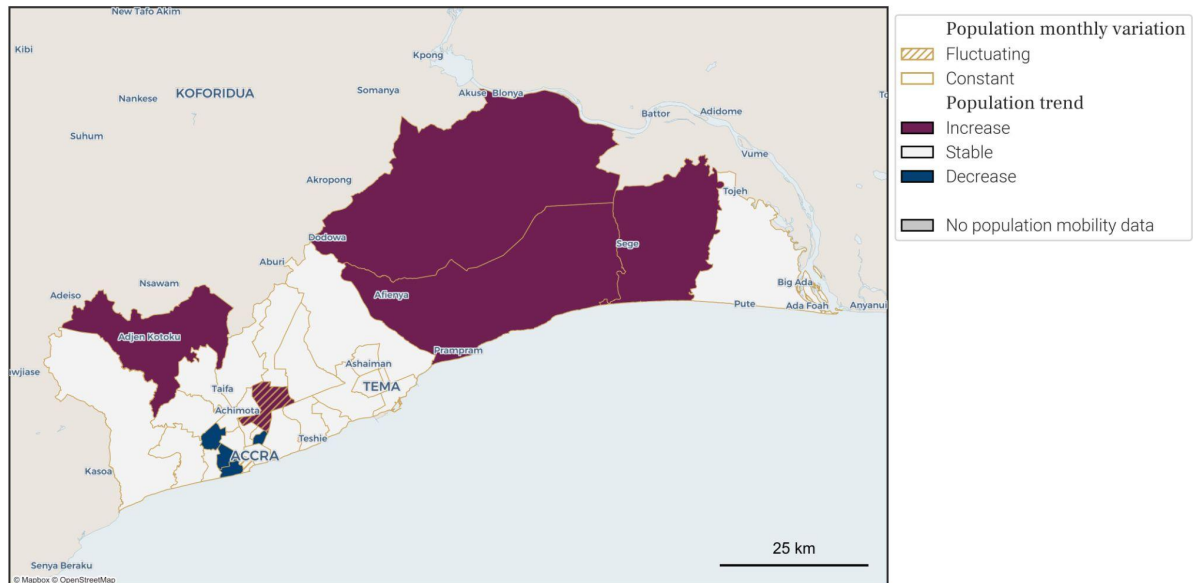 New Tafo Akim
Kibi
Kpong
KOFORIDUA
Somanya
Akuse
Blonya
Nankese
Battor
Adidome
Suhum
Vume
Akropong
Tojeh
Dodowa
Sege
Aburi
Nsawam
Big Ada
Adeiso
Afienya
Pute
Ada Foah
Anyanui
Adjen Kotoku
Prampram
Ashaiman
Taifa
TEMA
Achimota
Teshie
ACCRA
Kasoa
25 km
Senya Beraku
© Mapbox © OpenStreetMap
Population monthly variation
Fluctuating
Constant
Population trend
Increase
Stable
Decrease
No population mobility data